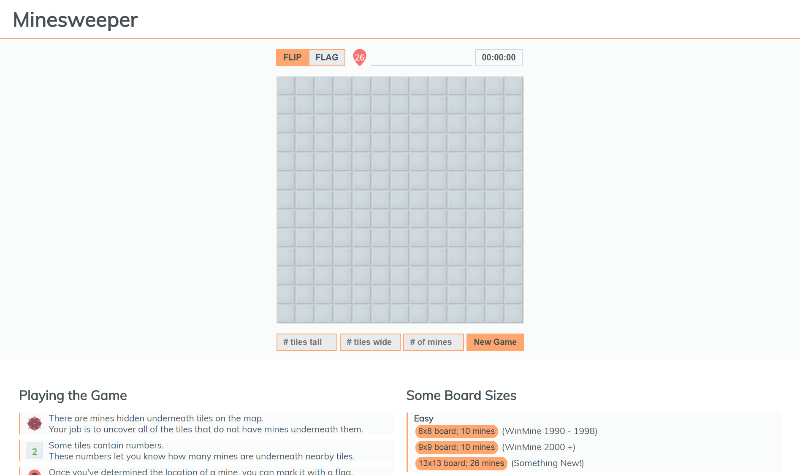 Minesweeper
FLIP FLAG 26 00:00:00
# tiles tall # tiles wide # of mines New Game
Playing the Game
There are mines hidden underneath tiles on the map.
Your job is to uncover all of the tiles that do not have mines underneath them.
2
Some tiles contain numbers.
These numbers let you know how many mines are underneath nearby tiles.
Once you've determined the location of a mine, you can mark it with a flag.
Some Board Sizes
Easy
8x8 board; 10 mines (WinMine 1990 - 1998)
9x9 board; 10 mines (WinMine 2000 +)
13x13 board; 26 mines (Something New!)